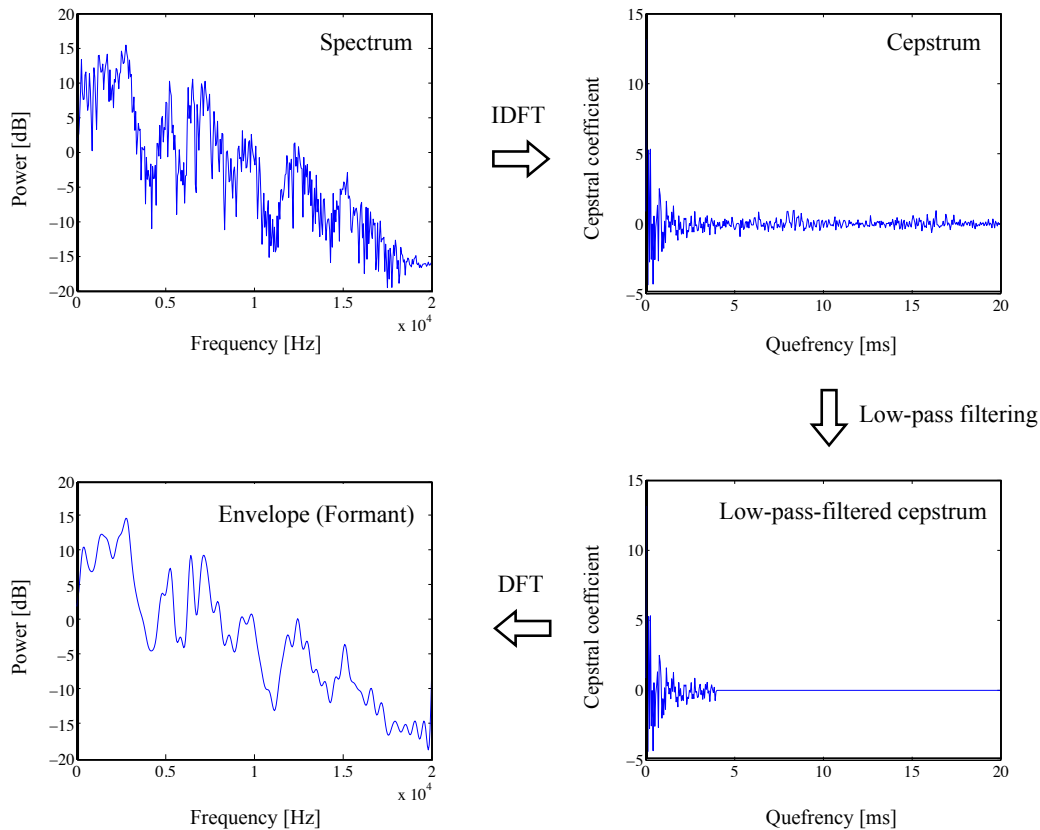 Spectrum
Power [dB]
20
15
10
5
0
−5
−10
−15
−20
0 0.5 1 1.5 2
x 10^4
Frequency [Hz]
IDFT
Cepstrum
Cepstral coefficient
15
10
5
0
−5
0 5 10 15 20
Quefrency [ms]
Low-pass filtering
Envelope (Formant)
Power [dB]
20
15
10
5
0
−5
−10
−15
−20
0 0.5 1 1.5 2
x 10^4
Frequency [Hz]
DFT
Low-pass-filtered cepstrum
Cepstral coefficient
15
10
5
0
−5
0 5 10 15 20
Quefrency [ms]